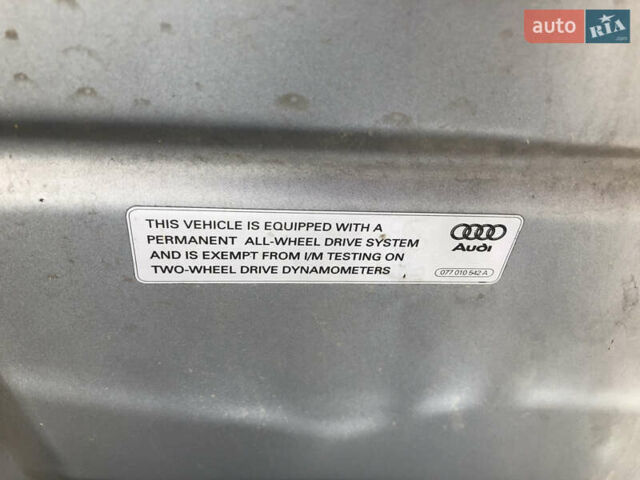 auto RIA.com
THIS VEHICLE IS EQUIPPED WITH A
PERMANENT ALL-WHEEL DRIVE SYSTEM
AND IS EXEMPT FROM I/M TESTING ON
TWO-WHEEL DRIVE DYNAMOMETERS
Audi
077 010 542 A